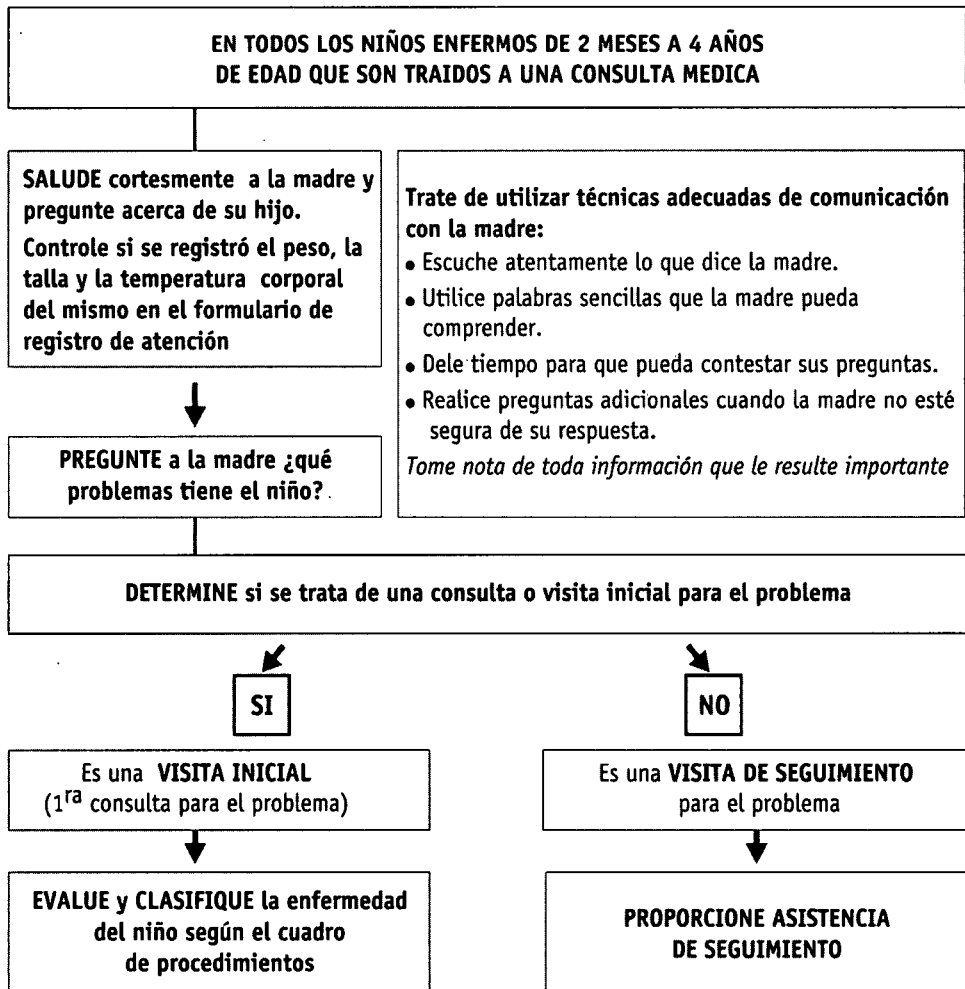 EN TODOS LOS NIÑOS ENFERMOS DE 2 MESES A 4 AÑOS
DE EDAD QUE SON TRAIDOS A UNA CONSULTA MEDICA
SALUDE cortesmente a la madre y
pregunte acerca de su hijo.
Controle si se registró el peso, la
talla y la temperatura corporal
del mismo en el formulario de
registro de atención
Trate de utilizar técnicas adecuadas de comunicación
con la madre:
• Escuche atentamente lo que dice la madre.
• Utilice palabras sencillas que la madre pueda
comprender.
• Dele tiempo para que pueda contestar sus preguntas.
• Realice preguntas adicionales cuando la madre no esté
segura de su respuesta.
Tome nota de toda información que le resulte importante
PREGUNTE a la madre ¿qué
problemas tiene el niño?
DETERMINE si se trata de una consulta o visita inicial para el problema
SI
NO
Es una VISITA INICIAL
(1ra consulta para el problema)
Es una VISITA DE SEGUIMIENTO
para el problema
EVALUE y CLASIFIQUE la enfermedad
del niño según el cuadro
de procedimientos
PROPORCIONE ASISTENCIA
DE SEGUIMIENTO